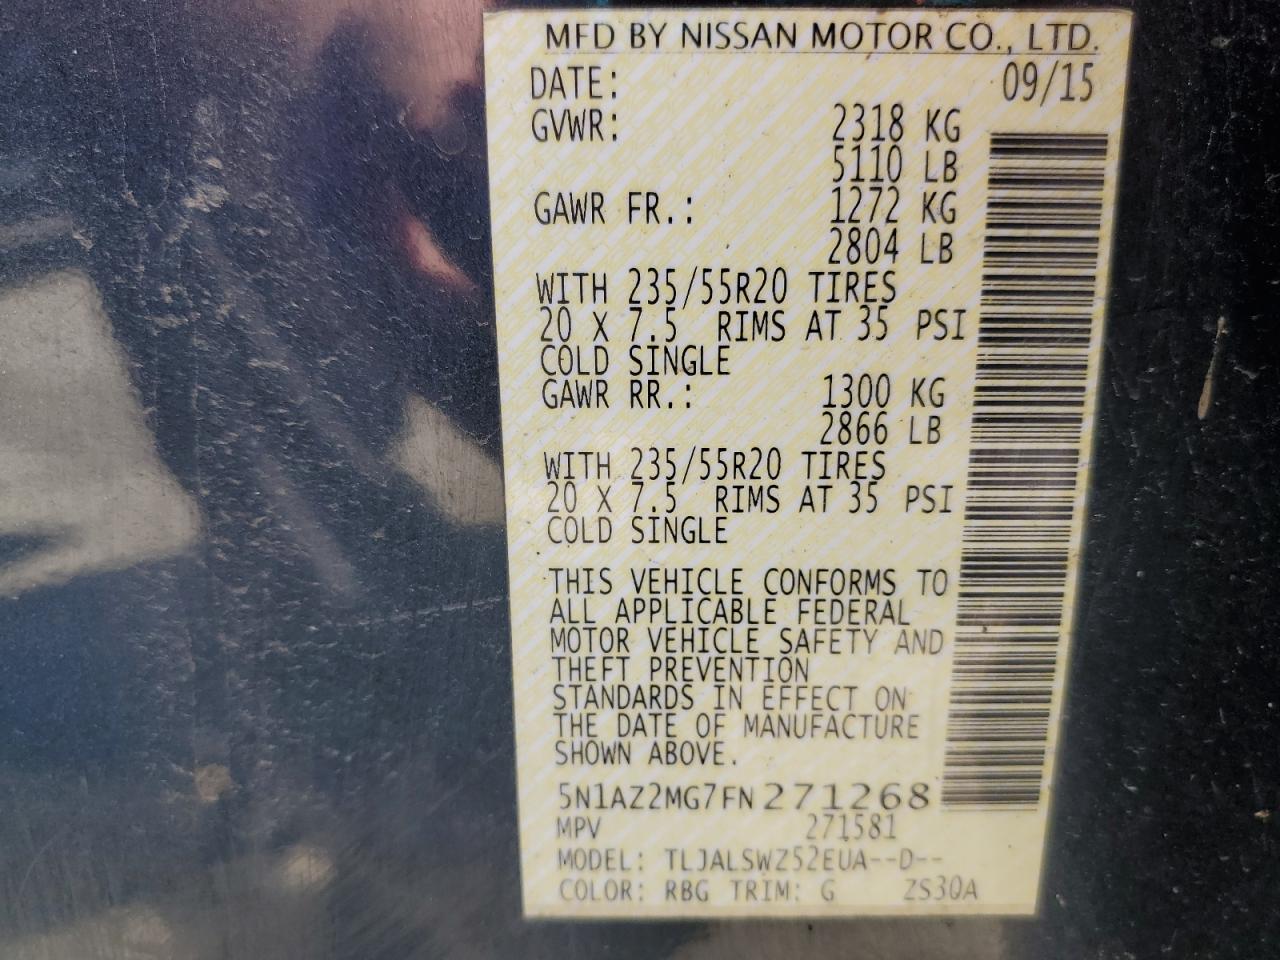 MFD BY NISSAN MOTOR CO., LTD.
DATE: 09/15
GVWR: 2318 KG
5110 LB
GAWR FR.: 1272 KG
2804 LB
WITH 235/55R20 TIRES
20 X 7.5 RIMS AT 35 PSI
COLD SINGLE
GAWR RR.: 1300 KG
2866 LB
WITH 235/55R20 TIRES
20 X 7.5 RIMS AT 35 PSI
COLD SINGLE
THIS VEHICLE CONFORMS TO
ALL APPLICABLE FEDERAL
MOTOR VEHICLE SAFETY AND
THEFT PREVENTION
STANDARDS IN EFFECT ON
THE DATE OF MANUFACTURE
SHOWN ABOVE.
5N1AZ2MG7FN271268
MPV 271581
MODEL: TLJALSWZ52EUA--D--
COLOR: RBG TRIM: G ZS30A